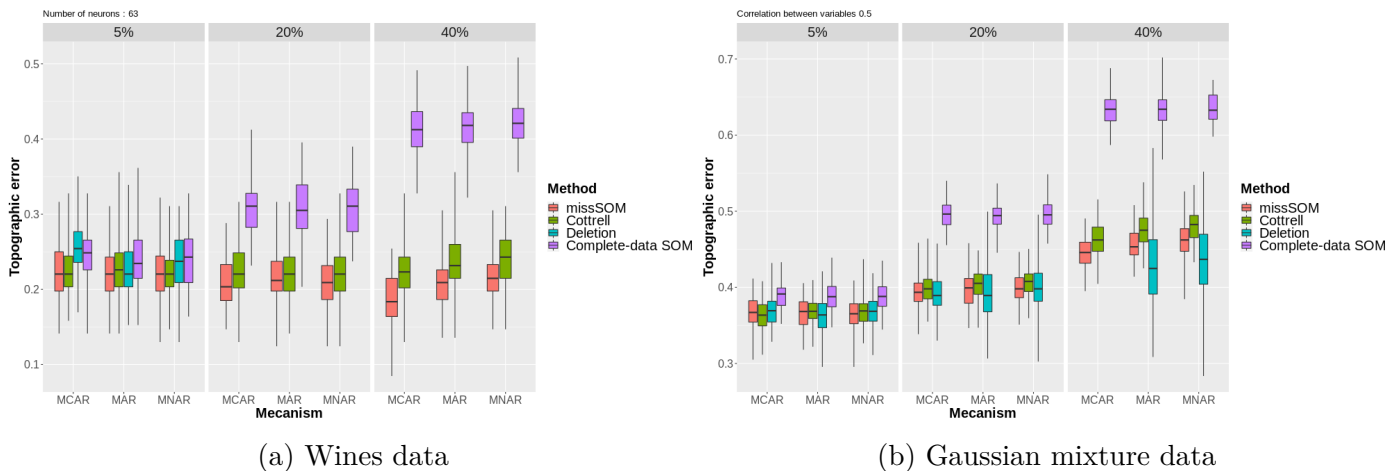 Number of neurons : 63
5%
20%
40%
0.5
0.4
0.3
0.2
0.1
Topographic error
MCAR MAR MNAR
MCAR MAR MNAR
MCAR MAR MNAR
Mecanism
Method
missSOM
Cottrell
Deletion
Complete-data SOM
(a) Wines data
Correlation between variables 0.5
5%
20%
40%
0.7
0.6
0.5
0.4
0.3
Topographic error
MCAR MAR MNAR
MCAR MAR MNAR
MCAR MAR MNAR
Mecanism
Method
missSOM
Cottrell
Deletion
Complete-data SOM
(b) Gaussian mixture data